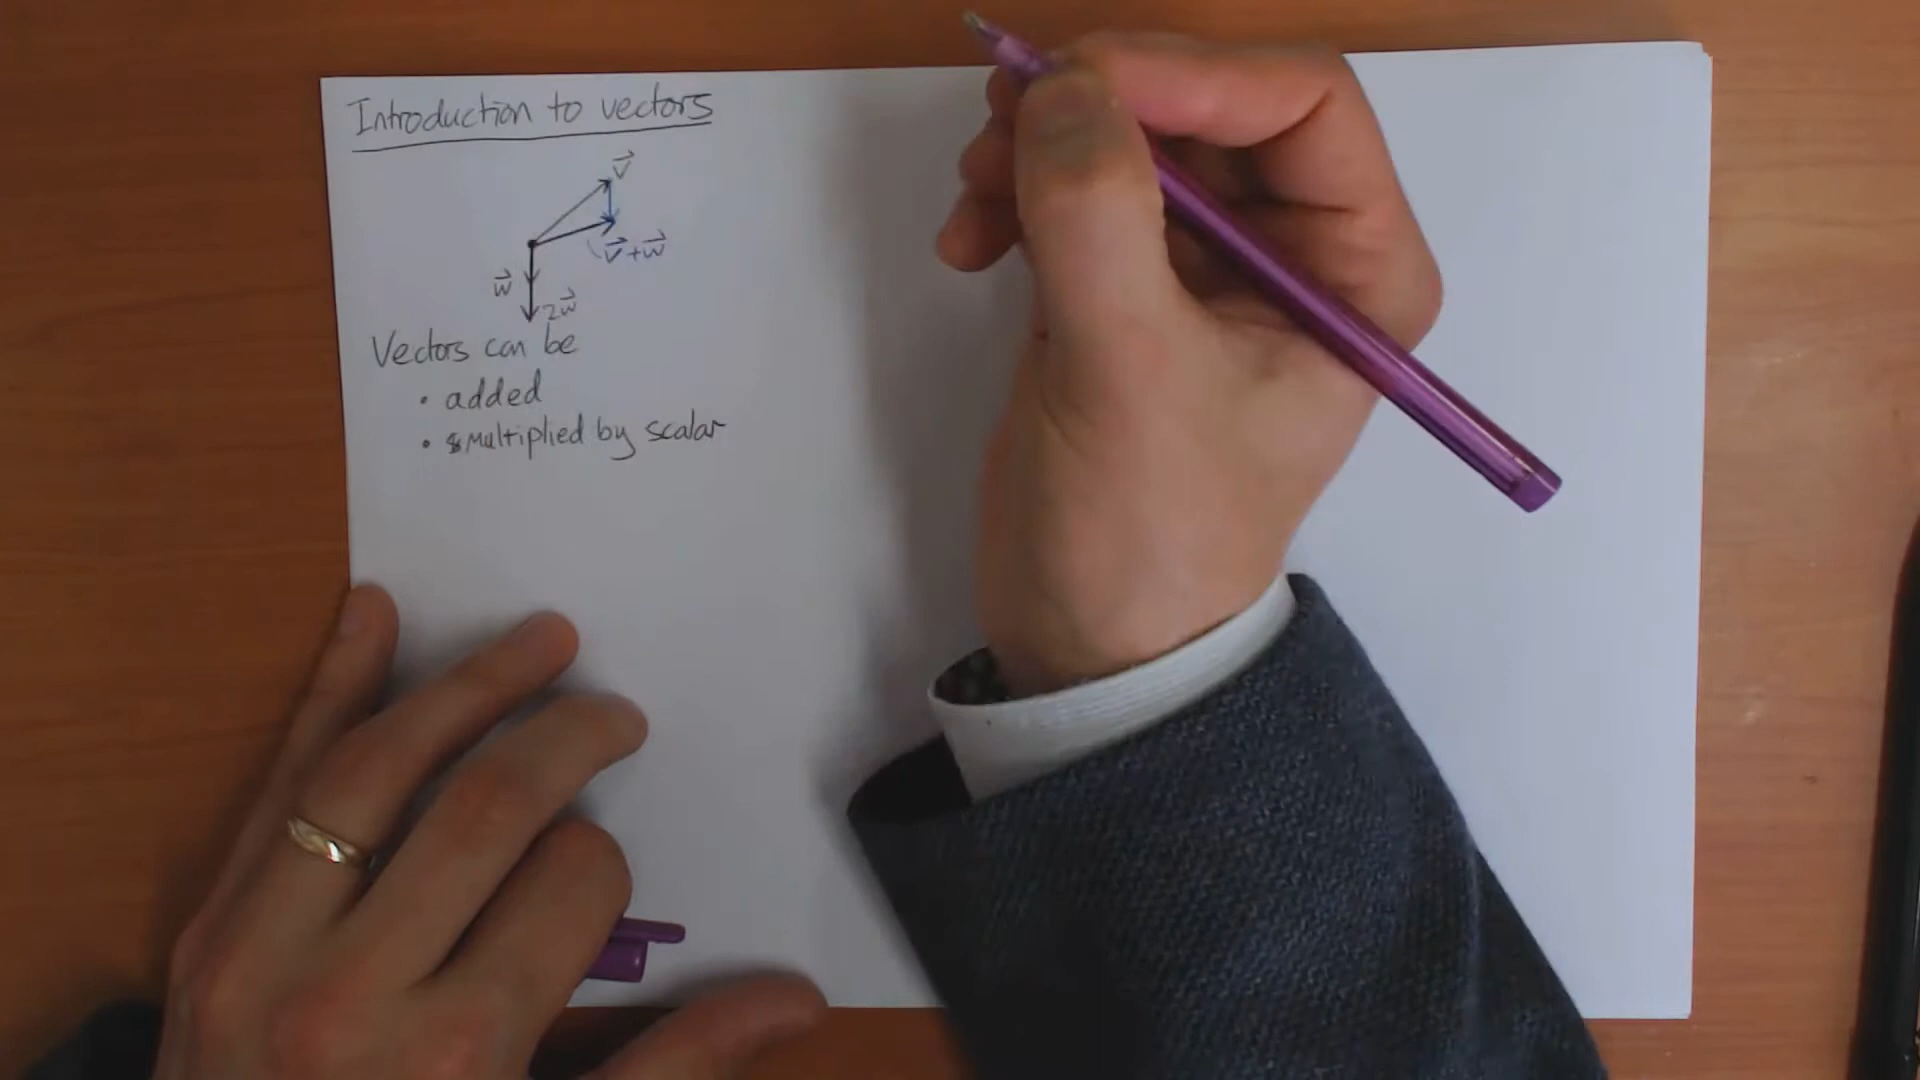 Introduction to vectors
v⃗
v⃗+w⃗
w⃗
2w⃗
Vectors can be
• added
• multiplied by scalar